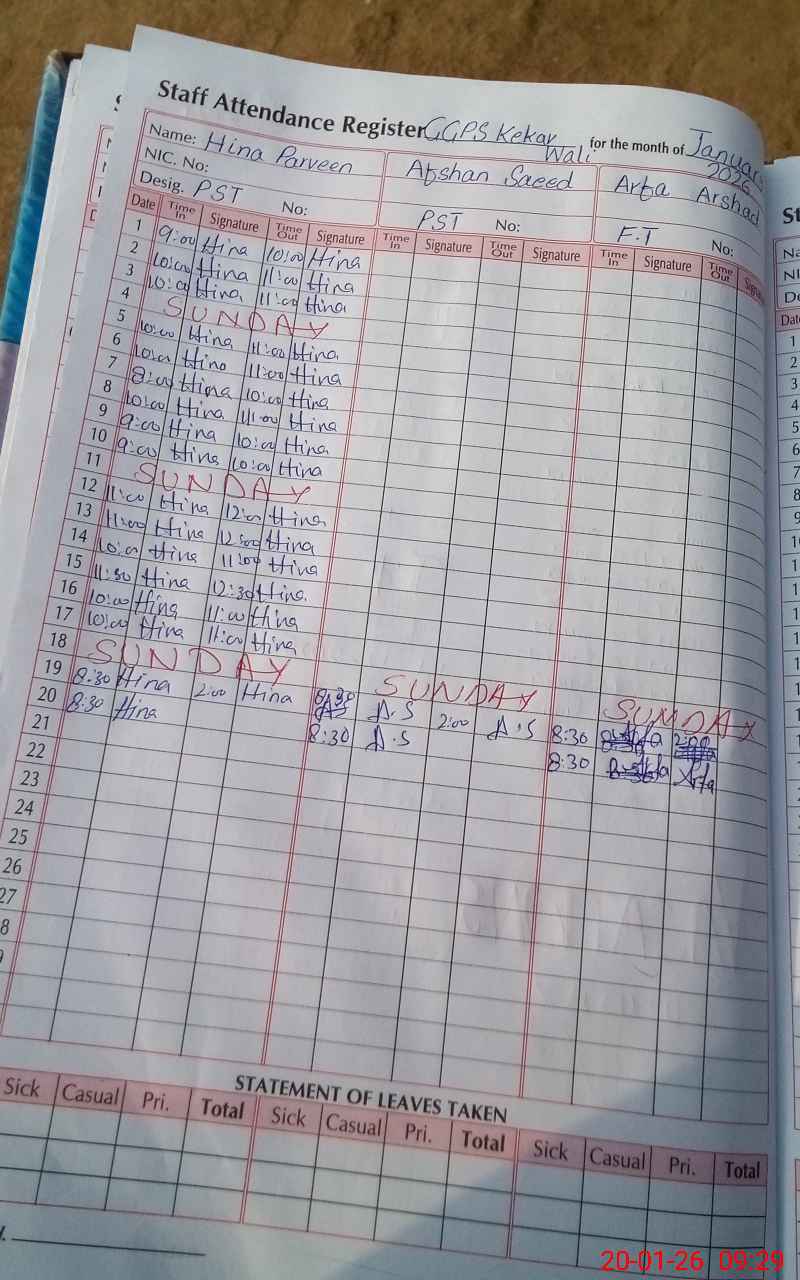 Staff Attendance Register GGPS Kekar Wali for the month of January 2026
Name: Hina Parveen Afshan Saeed Arfa Arshad
NIC. No:
Desig. PST No: PST No: F.T No:
Date Time In Signature Time Out Signature Time In Signature Time Out Signature Time In Signature Time Out
1 9:00 Hina 10:00 Hina
2 10:00 Hina 11:00 Hina
3 10:00 Hina 11:00 Hina
4 SUNDAY
5 10:00 Hina 11:00 Hina
6 10:00 Hina 11:00 Hina
7 8:00 Hina 10:00 Hina
8 10:00 Hina 11:00 Hina
9 9:00 Hina 10:00 Hina
10 9:00 Hina 10:00 Hina
11 SUNDAY
12 11:00 Hina 12:00 Hina
13 11:00 Hina 12:00 Hina
14 10:00 Hina 11:00 Hina
15 11:30 Hina 12:30 Hina
16 10:00 Hina 11:00 Hina
17 10:00 Hina 11:00 Hina
18 SUNDAY SUNDAY SUNDAY
19 8:30 Hina 2:00 Hina 8:30 A.S 2:00 A.S 8:30 2:00
20 8:30 Hina 8:30 A.S 8:30 Arfa
21
22
23
24
25
26
27
8
STATEMENT OF LEAVES TAKEN
Sick Casual Pri. Total Sick Casual Pri. Total Sick Casual Pri. Total
20-01-26 09:29